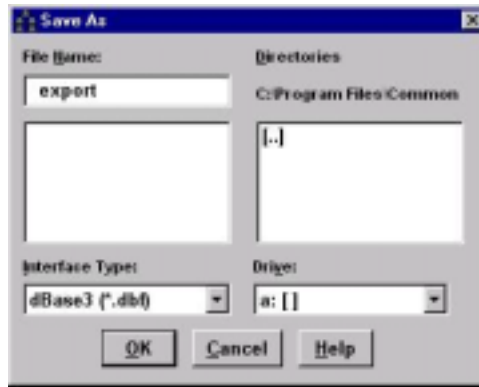 Save As
File Name:
export
Directories
C:\Program Files\Common
[..]
Interface Type:
dBase3 (*.dbf)
Drive:
a: [ ]
OK
Cancel
Help